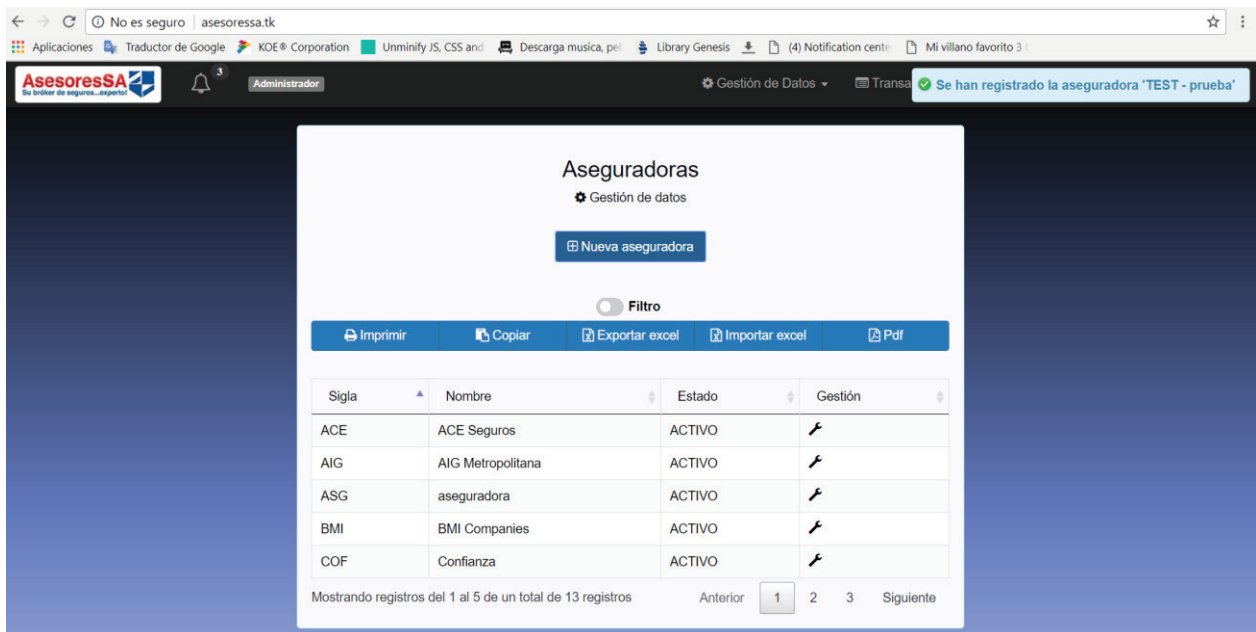 No es seguro asesoressa.tk
Aplicaciones Traductor de Google KOE® Corporation Unminify JS, CSS and Descarga musica, pel Library Genesis (4) Notification cente Mi villano favorito 3
AsesoresSA 3 Administrador Gestión de Datos Transa Se han registrado la aseguradora 'TEST - prueba'
Su bróker de seguros...experto!
Aseguradoras
Gestión de datos
Nueva aseguradora
Filtro
Imprimir Copiar Exportar excel Importar excel Pdf
Sigla Nombre Estado Gestión
ACE ACE Seguros ACTIVO
AIG AIG Metropolitana ACTIVO
ASG aseguradora ACTIVO
BMI BMI Companies ACTIVO
COF Confianza ACTIVO
Mostrando registros del 1 al 5 de un total de 13 registros Anterior 1 2 3 Siguiente